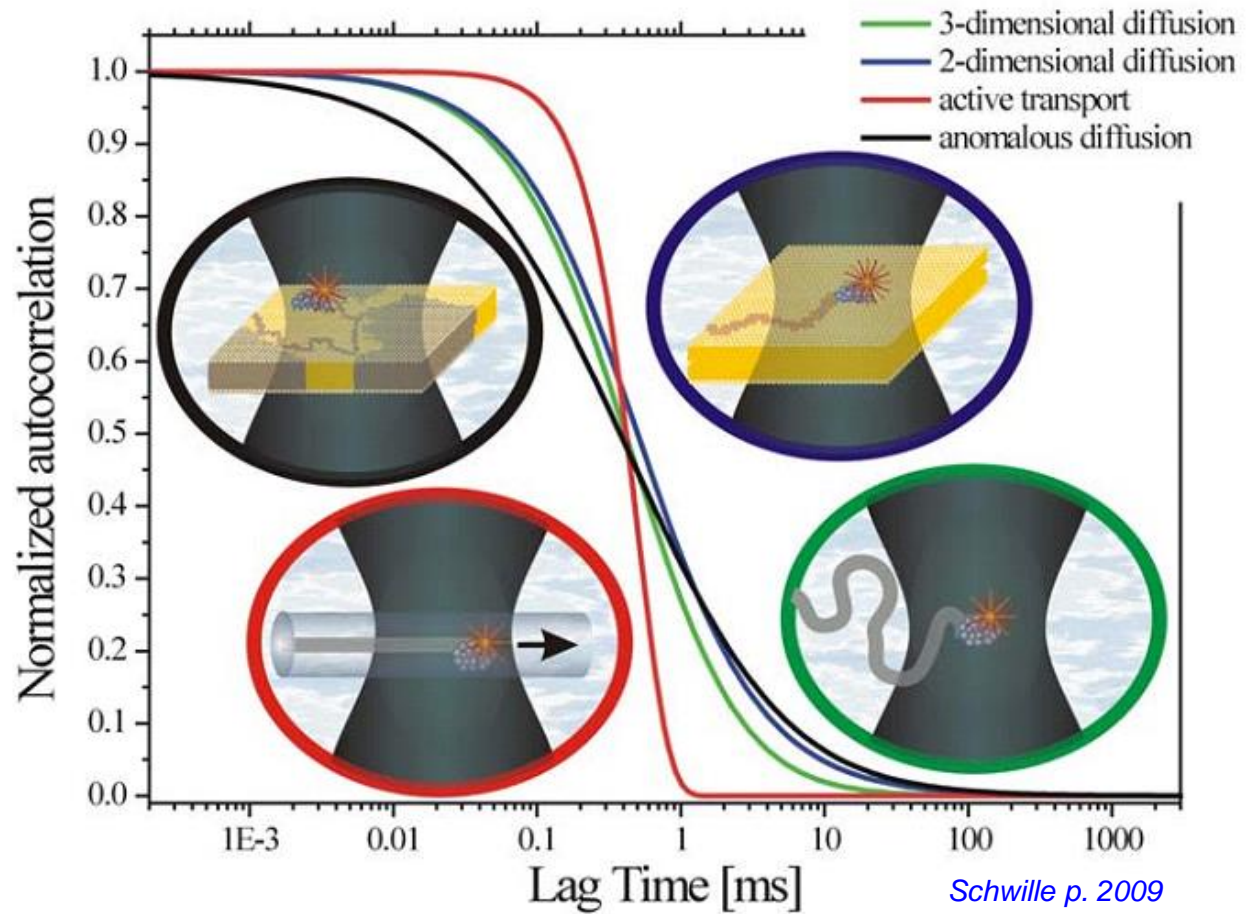 3-dimensional diffusion
2-dimensional diffusion
active transport
anomalous diffusion
Normalized autocorrelation
1.0
0.9
0.8
0.7
0.6
0.5
0.4
0.3
0.2
0.1
0.0
1E-3 0.01 0.1 1 10 100 1000
Lag Time [ms]
Schwille p. 2009